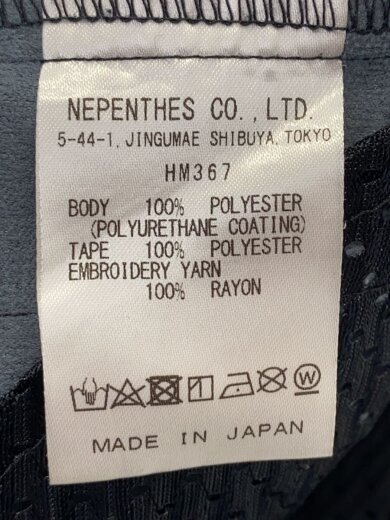 NEPENTHES CO., LTD.
5-44-1, JINGUMAE SHIBUYA, TOKYO
HM367
BODY 100% POLYESTER
(POLYURETHANE COATING)
TAPE 100% POLYESTER
EMBROIDERY YARN
100% RAYON
W
MADE IN JAPAN